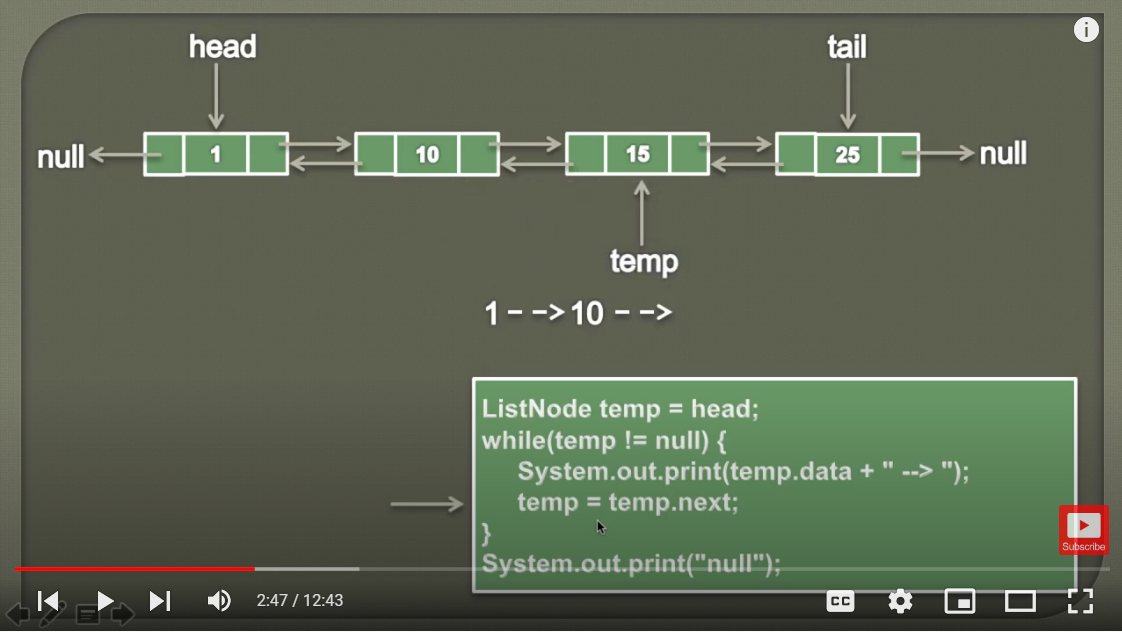 head
tail
null
1
10
15
25
null
temp
1 - -> 10 - ->
ListNode temp = head;
while(temp != null) {
System.out.print(temp.data + " --> ");
temp = temp.next;
}
System.out.print("null");
Subscribe
2:47 / 12:43
CC